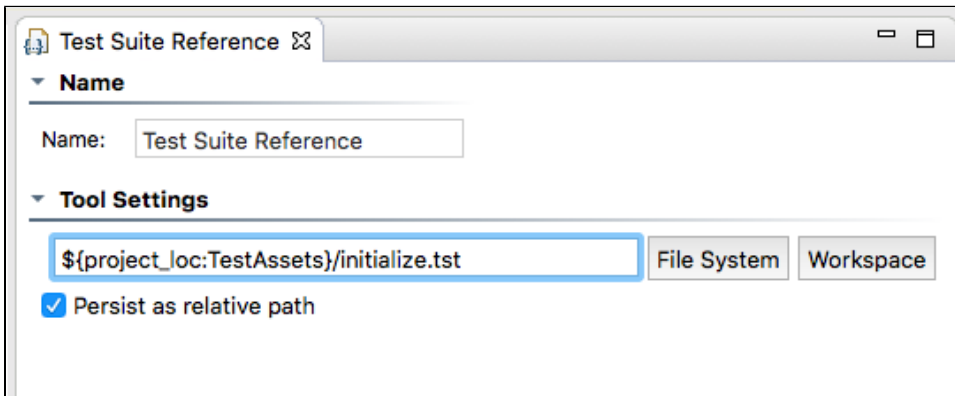 Test Suite Reference
Name
Name: Test Suite Reference
Tool Settings
${project_loc:TestAssets}/initialize.tst File System Workspace
Persist as relative path